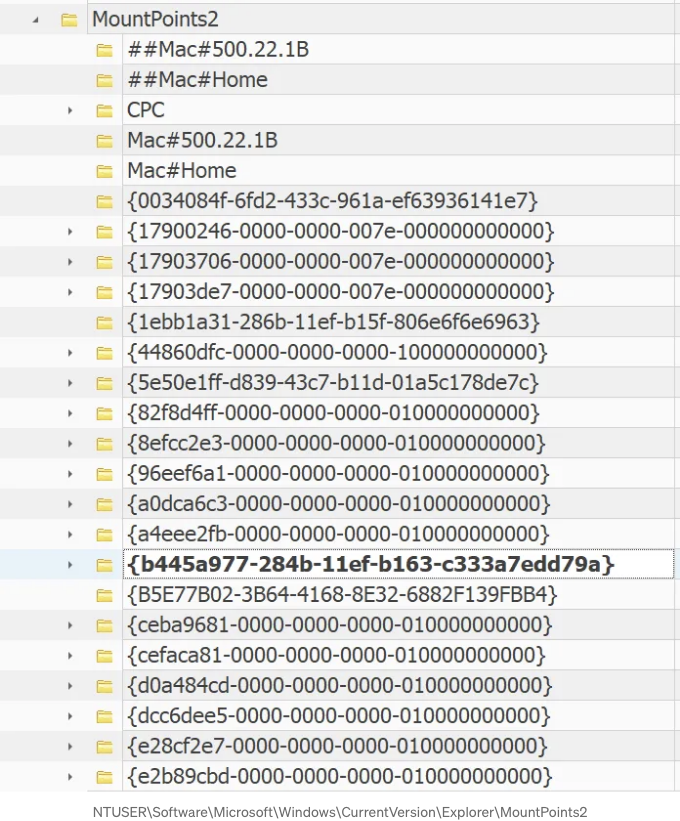 MountPoints2
##Mac#500.22.1B
##Mac#Home
CPC
Mac#500.22.1B
Mac#Home
{0034084f-6fd2-433c-961a-ef63936141e7}
{17900246-0000-0000-007e-000000000000}
{17903706-0000-0000-007e-000000000000}
{17903de7-0000-0000-007e-000000000000}
{1ebb1a31-286b-11ef-b15f-806e6f6e6963}
{44860dfc-0000-0000-0000-100000000000}
{5e50e1ff-d839-43c7-b11d-01a5c178de7c}
{82f8d4ff-0000-0000-0000-010000000000}
{8efcc2e3-0000-0000-0000-010000000000}
{96eef6a1-0000-0000-0000-010000000000}
{a0dca6c3-0000-0000-0000-010000000000}
{a4eee2fb-0000-0000-0000-010000000000}
{b445a977-284b-11ef-b163-c333a7edd79a}
{B5E77B02-3B64-4168-8E32-6882F139FBB4}
{ceba9681-0000-0000-0000-010000000000}
{cefaca81-0000-0000-0000-010000000000}
{d0a484cd-0000-0000-0000-010000000000}
{dcc6dee5-0000-0000-0000-010000000000}
{e28cf2e7-0000-0000-0000-010000000000}
{e2b89cbd-0000-0000-0000-010000000000}
NTUSER\Software\Microsoft\Windows\CurrentVersion\Explorer\MountPoints2